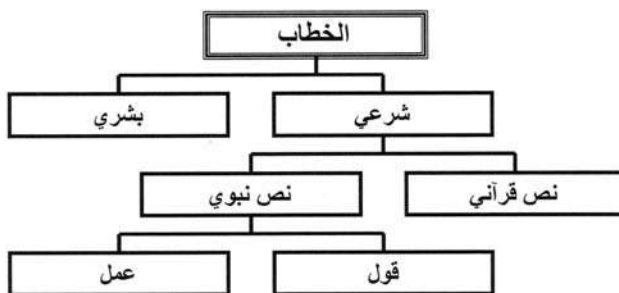 الخطاب
شرعي
بشري
نص قرآني
نص نبوي
قول
عمل